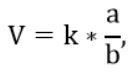 V = k * a/b,